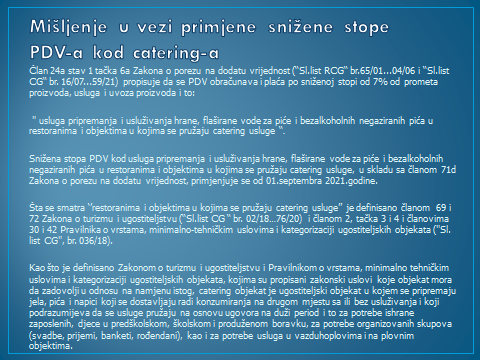 Mišljenje u vezi primjene snižene stope
PDV-a kod catering-a
Član 24a stav 1 tačka 6a Zakona o porezu na dodatu vrijednost (“Sl.list RCG“ br.65/01...04/06 i “Sl.list
CG“ br. 16/07...59/21) propisuje da se PDV obračunava i plaća po sniženoj stopi od 7% od prometa
proizvoda, usluga i uvoza proizvoda i to:
" usluga pripremanja i usluživanja hrane, flaširane vode za piće i bezalkoholnih negaziranih pića u
restoranima i objektima u kojima se pružaju catering usluge “.
Snižena stopa PDV kod usluga pripremanja i usluživanja hrane, flaširane vode za piće i bezalkoholnih
negaziranih pića u restoranima i objektima u kojima se pružaju catering usluge, u skladu sa članom 71d
Zakona o porezu na dodatu vrijednost, primjenjuje se od 01.septembra 2021.godine.
Šta se smatra ‘’restoranima i objektima u kojima se pružaju catering usluge’’ je definisano članom 69 i
72 Zakona o turizmu i ugostiteljstvu (“Sl.list CG “ br. 02/18...76/20) i članom 2, tačka 3 i 4 i članovima
30 i 42 Pravilnika o vrstama, minimalno-tehničkim uslovima i kategorizaciji ugostiteljskih objekata (“Sl.
list CG“, br. 036/18).
Kao što je definisano Zakonom o turizmu i ugostiteljstvu i Pravilnikom o vrstama, minimalno tehničkim
uslovima i kategorizaciji ugostiteljskih objekata, kojima su propisani zakonski uslovi koje objekat mora
da zadovolji u odnosu na namjenu istog, catering objekat je ugostiteljski objekat u kojem se pripremaju
jela, pića i napici koji se dostavljaju radi konzumiranja na drugom mjestu sa ili bez usluživanja i koji
podrazumijeva da se usluge pružaju na osnovu ugovora na duži period i to za potrebe ishrane
zaposlenih, djece u predškolskom, školskom i produženom boravku, za potrebe organizovanih skupova
(svadbe, prijemi, banketi, rođendani), kao i za potrebe usluga u vazduhoplovima i na plovnim
objektima.